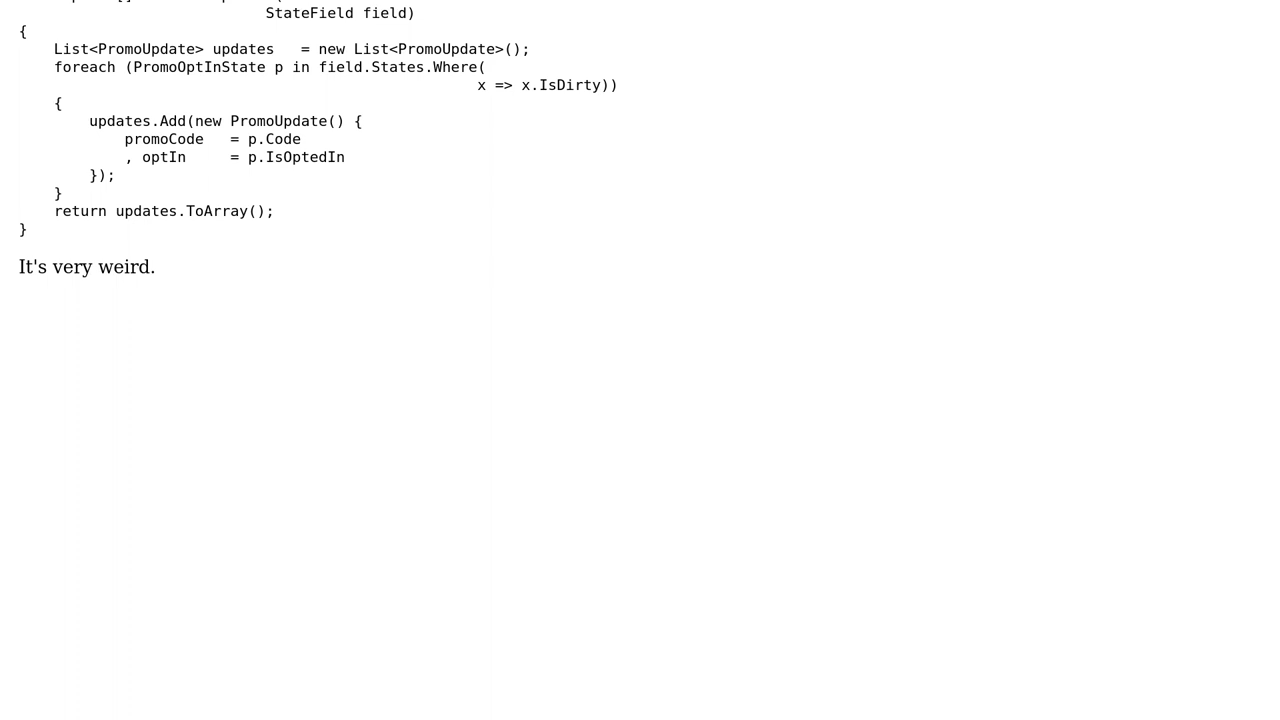 StateField field)
{
    List<PromoUpdate> updates   = new List<PromoUpdate>();
    foreach (PromoOptInState p in field.States.Where(
                                                    x => x.IsDirty))
    {
        updates.Add(new PromoUpdate() {
            promoCode   = p.Code
            , optIn     = p.IsOptedIn
        });
    }
    return updates.ToArray();
}
It's very weird.